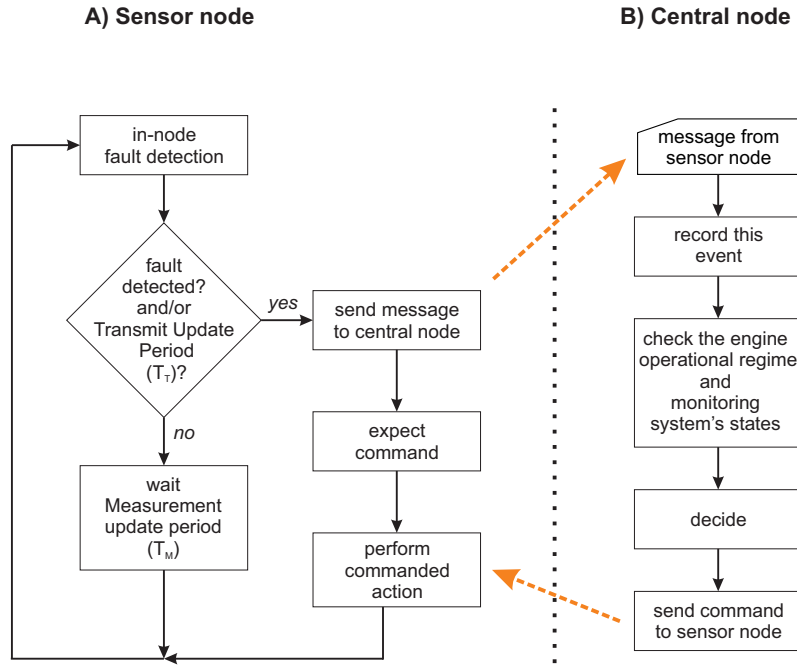 A) Sensor node
in-node
fault detection
fault
detected?
and/or
Transmit Update
Period
(T_T)?
yes
no
wait
Measurement
update period
(T_M)
send message
to central node
expect
command
perform
commanded
action
B) Central node
message from
sensor node
record this
event
check the engine
operational regime
and
monitoring
system's states
decide
send command
to sensor node